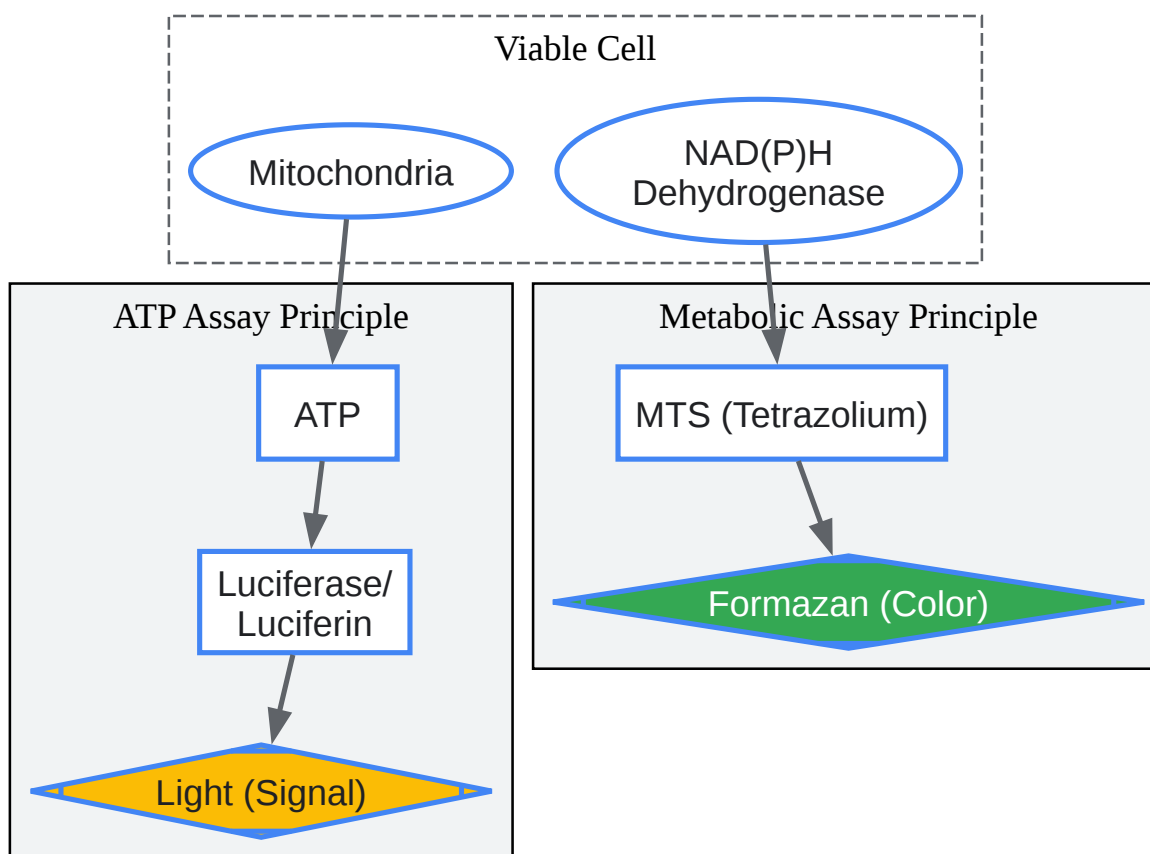 Viable Cell
Mitochondria
NAD(P)H
Dehydrogenase
ATP Assay Principle
ATP
Luciferase/
Luciferin
Light (Signal)
Metabolic Assay Principle
MTS (Tetrazolium)
Formazan (Color)